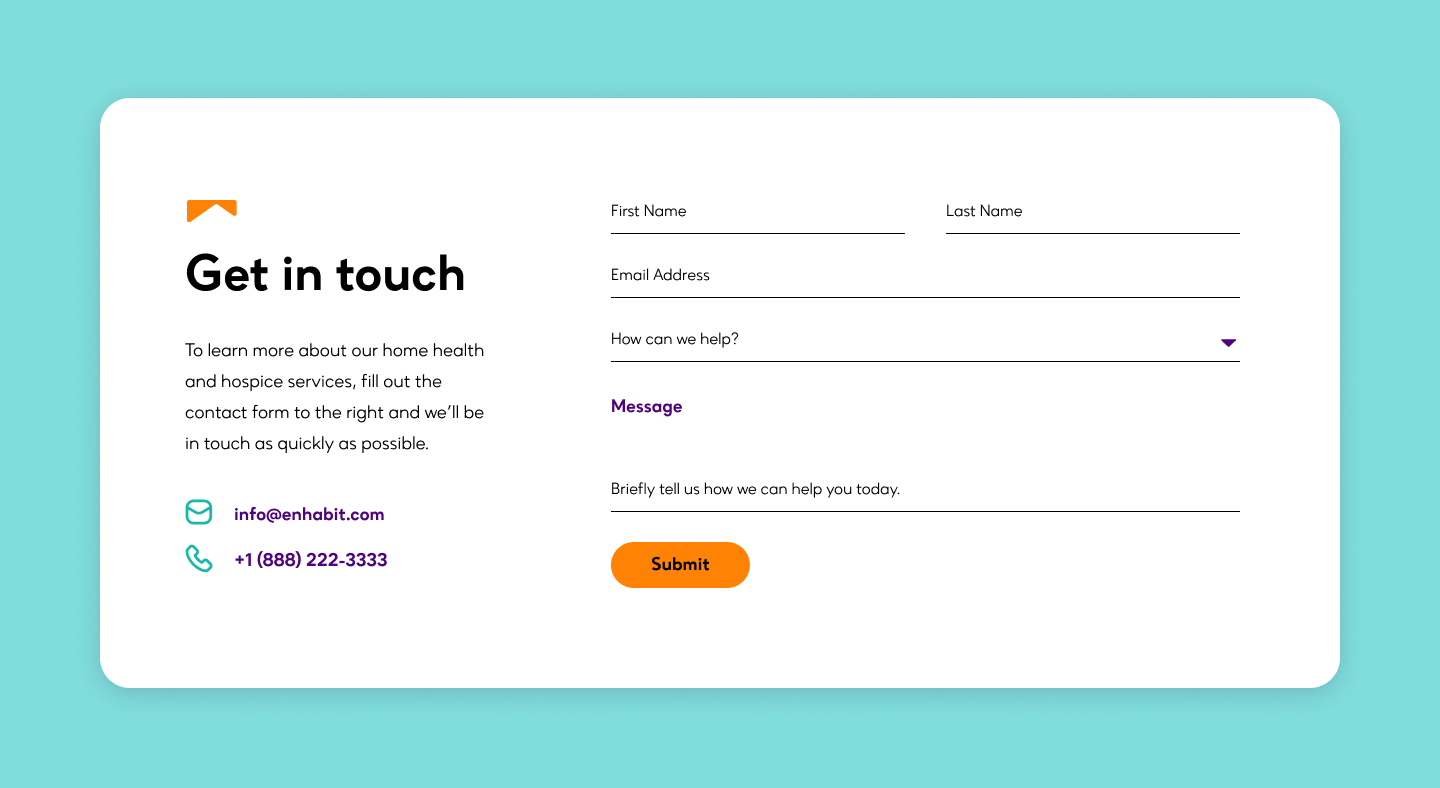 Get in touch
To learn more about our home health
and hospice services, fill out the
contact form to the right and we’ll be
in touch as quickly as possible.
info@enhabit.com
+1 (888) 222-3333
First Name
Last Name
Email Address
How can we help?
Message
Briefly tell us how we can help you today.
Submit